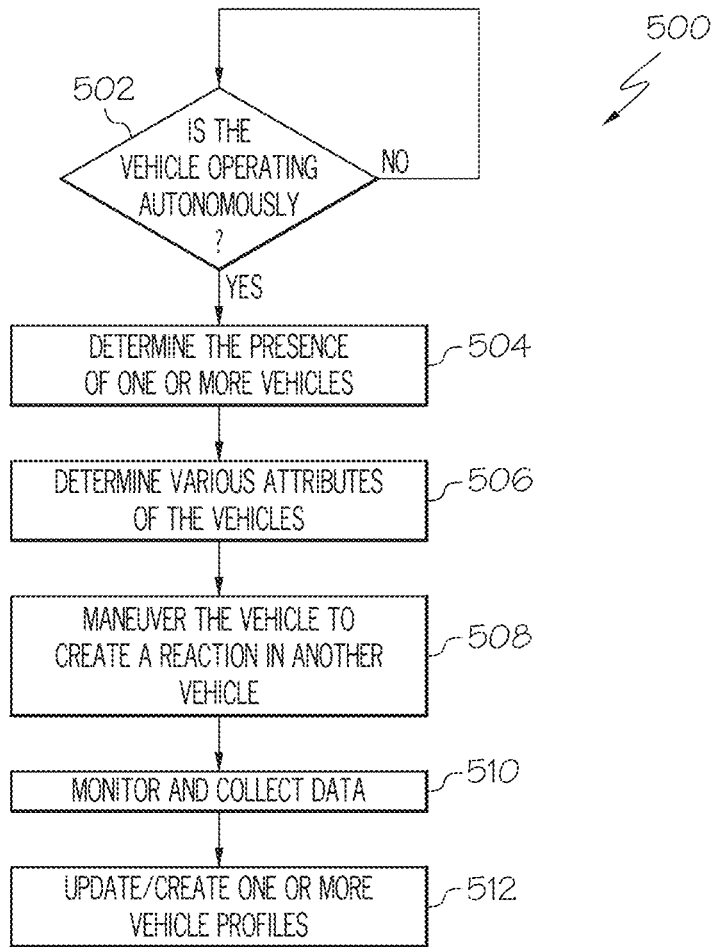 500
502
IS THE
VEHICLE OPERATING
AUTONOMOUSLY
?
NO
YES
DETERMINE THE PRESENCE
OF ONE OR MORE VEHICLES
504
DETERMINE VARIOUS ATTRIBUTES
OF THE VEHICLES
506
MANEUVER THE VEHICLE TO
CREATE A REACTION IN ANOTHER
VEHICLE
508
MONITOR AND COLLECT DATA
510
UPDATE/CREATE ONE OR MORE
VEHICLE PROFILES
512